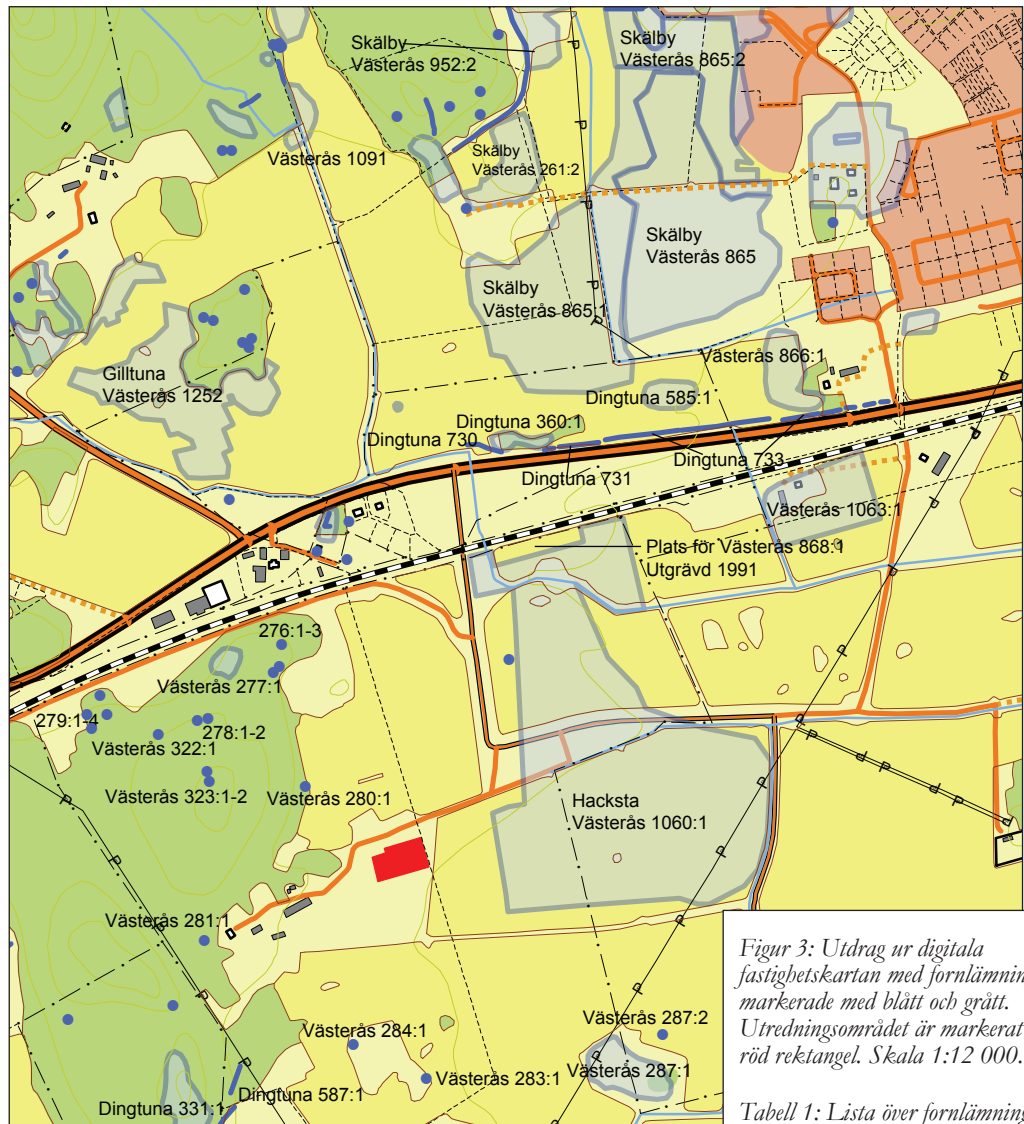 Skälby
Västerås 952:2
Skälby
Västerås 865:2
Västerås 1091
Skälby
Västerås 261:2
Skälby
Västerås 865
Skälby
Västerås 865:1
Västerås 866:1
Gilltuna
Västerås 1252
Dingtuna 585:1
Dingtuna 360:1
Dingtuna 730
Dingtuna 731
Dingtuna 733
Västerås 1063:1
Plats för Västerås 868:1
Utgrävd 1991
276:1-3
Västerås 277:1
279:1-4
278:1-2
Västerås 322:1
Västerås 323:1-2
Västerås 280:1
Hacksta
Västerås 1060:1
Västerås 281:1
Västerås 284:1
Västerås 287:2
Västerås 283:1
Västerås 287:1
Dingtuna 587:1
Dingtuna 331:1
Figur 3: Utdrag ur digitala
fastighetskartan med fornlämnin
markerade med blått och grått.
Utredningsområdet är markerat
röd rektangel. Skala 1:12 000.
Tabell 1: Lista över fornlämning